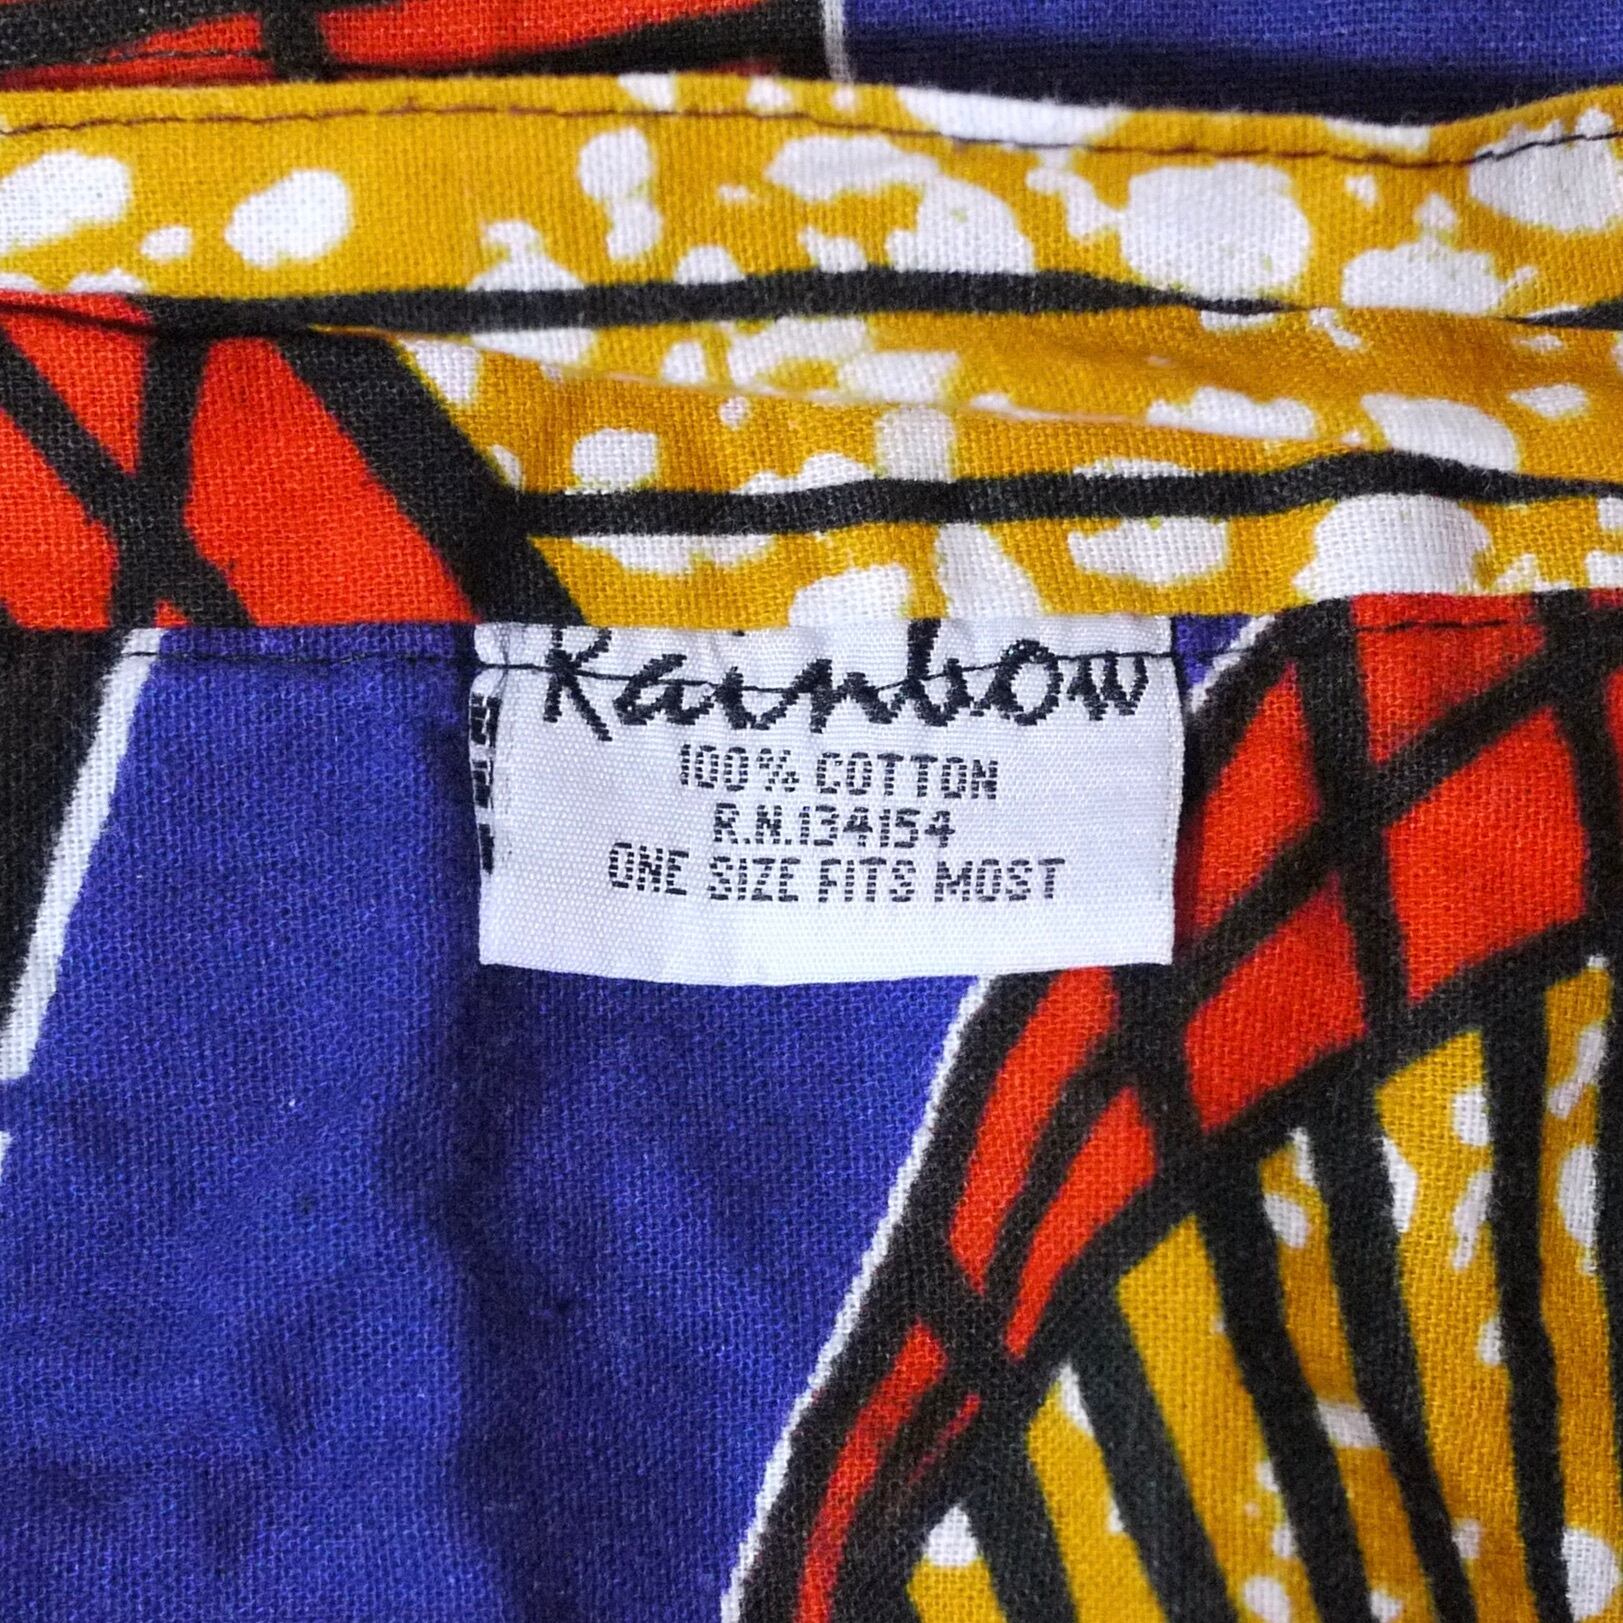 Rainbow
100% COTTON
R.N.134154
ONE SIZE FITS MOST